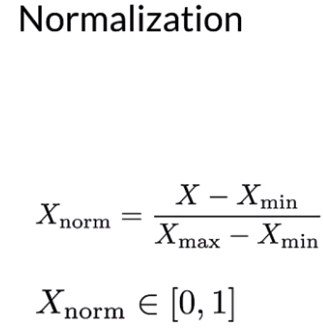 Normalization
X_norm = (X − X_min) / (X_max − X_min)
X_norm ∈ [0, 1]